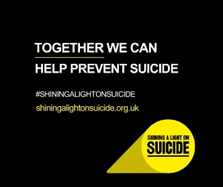 TOGETHER WE CAN
HELP PREVENT SUICIDE
#SHININGALIGHTONSUICIDE
shiningalightonsuicide.org.uk
SHINING A LIGHT ON
SUICIDE